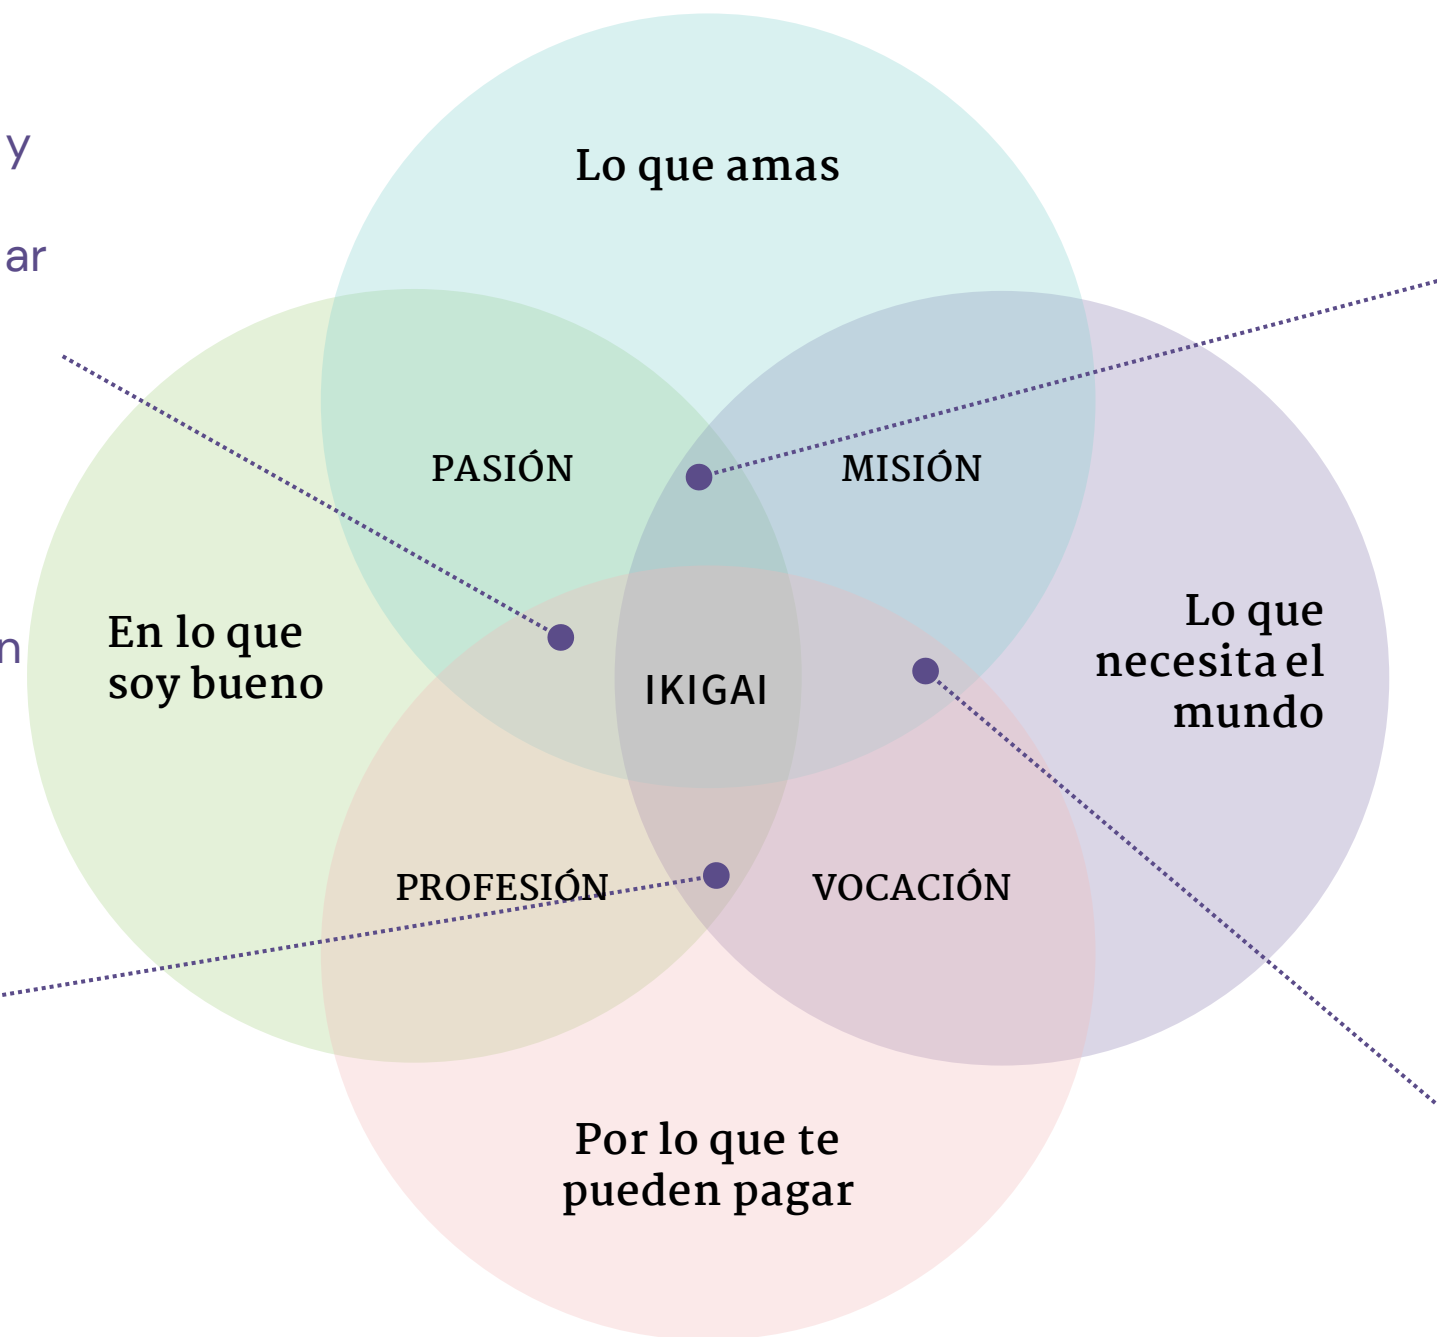 y
ar
n
Lo que amas
PASIÓN
MISIÓN
En lo que
soy bueno
IKIGAI
Lo que
necesita el
mundo
PROFESIÓN
VOCACIÓN
Por lo que te
pueden pagar